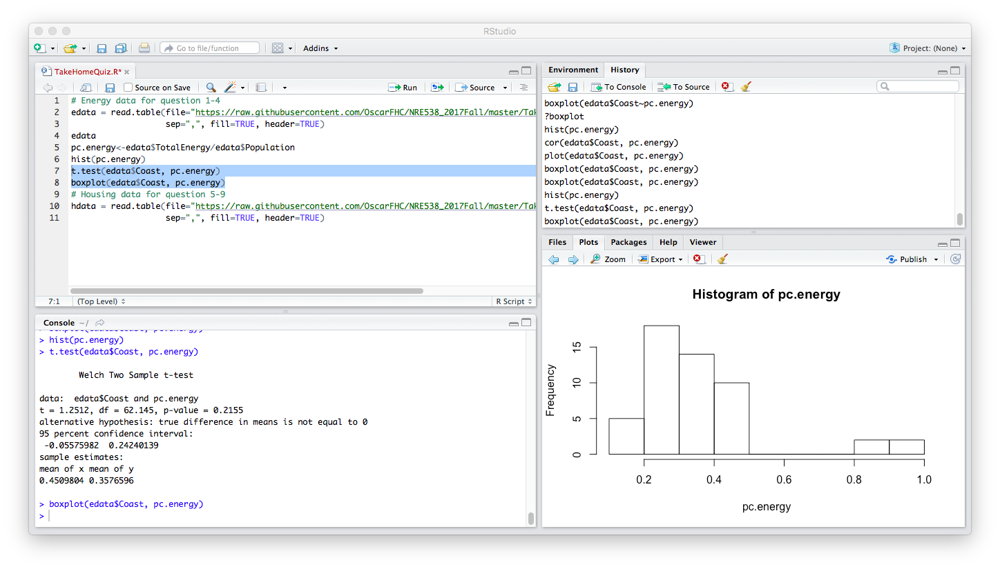 RStudio
Go to file/function
Addins
Project: (None)
TakeHomeQuiz.R*
Source on Save
Run
Source
1 # Energy data for question 1-4
2 edata = read.table(file="https://raw.githubusercontent.com/OscarFHC/NRE538_2017Fall/master/Tak
3 sep=",", fill=TRUE, header=TRUE)
4 edata
5 pc.energy<-edata$TotalEnergy/edata$Population
6 hist(pc.energy)
7 t.test(edata$Coast, pc.energy)
8 boxplot(edata$Coast, pc.energy)
9 # Housing data for question 5-9
10 hdata = read.table(file="https://raw.githubusercontent.com/OscarFHC/NRE538_2017Fall/master/Tak
11 sep=",", fill=TRUE, header=TRUE)
7:1 (Top Level) R Script
Console ~/
> hist(pc.energy)
> t.test(edata$Coast, pc.energy)
Welch Two Sample t-test
data: edata$Coast and pc.energy
t = 1.2512, df = 62.145, p-value = 0.2155
alternative hypothesis: true difference in means is not equal to 0
95 percent confidence interval:
-0.05575982 0.24240139
sample estimates:
mean of x mean of y
0.4509804 0.3576596
> boxplot(edata$Coast, pc.energy)
>
Environment History
To Console To Source
boxplot(edata$Coast~pc.energy)
?boxplot
hist(pc.energy)
cor(edata$Coast, pc.energy)
plot(edata$Coast, pc.energy)
boxplot(edata$Coast, pc.energy)
boxplot(edata$Coast, pc.energy)
hist(pc.energy)
t.test(edata$Coast, pc.energy)
boxplot(edata$Coast, pc.energy)
Files Plots Packages Help Viewer
Zoom Export Publish
Histogram of pc.energy
Frequency
15
10
5
0
0.2 0.4 0.6 0.8 1.0
pc.energy